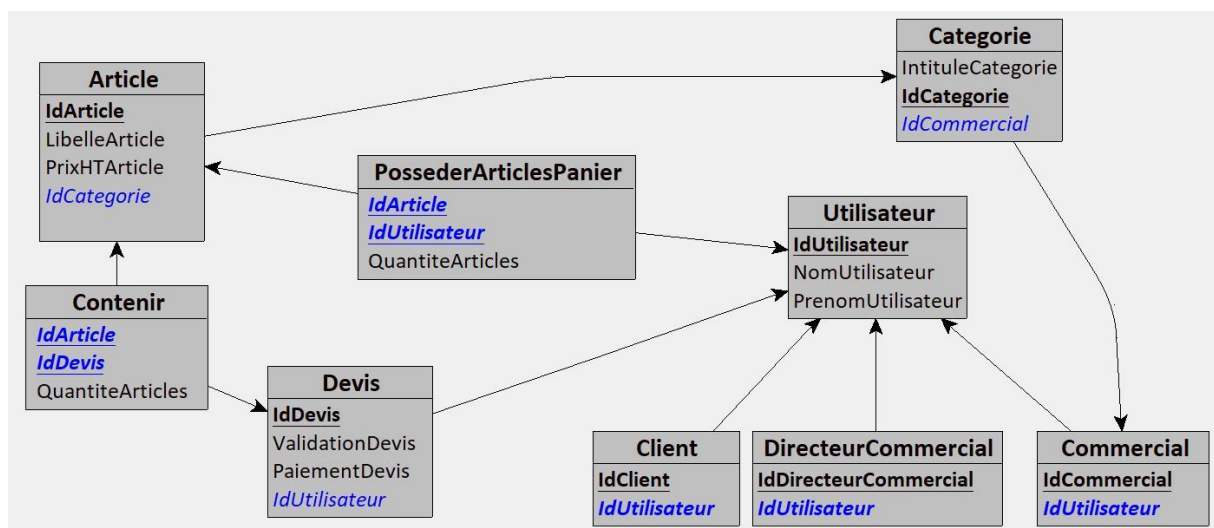 Categorie
IntituleCategorie
IdCategorie
IdCommercial
Article
IdArticle
LibelleArticle
PrixHTArticle
IdCategorie
PossederArticlesPanier
IdArticle
IdUtilisateur
QuantiteArticles
Utilisateur
IdUtilisateur
NomUtilisateur
PrenomUtilisateur
Contenir
IdArticle
IdDevis
QuantiteArticles
Devis
IdDevis
ValidationDevis
PaiementDevis
IdUtilisateur
Client
IdClient
IdUtilisateur
DirecteurCommercial
IdDirecteurCommercial
IdUtilisateur
Commercial
IdCommercial
IdUtilisateur